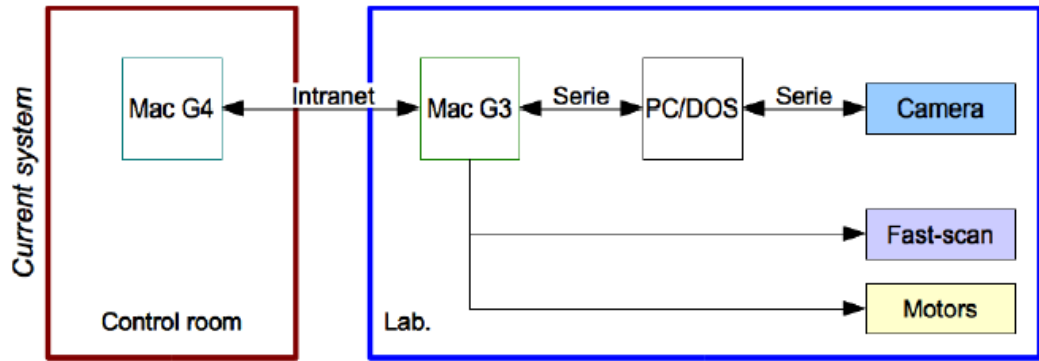 Current system
Mac G4
Intranet
Mac G3
Serie
PC/DOS
Serie
Camera
Fast-scan
Motors
Control room
Lab.